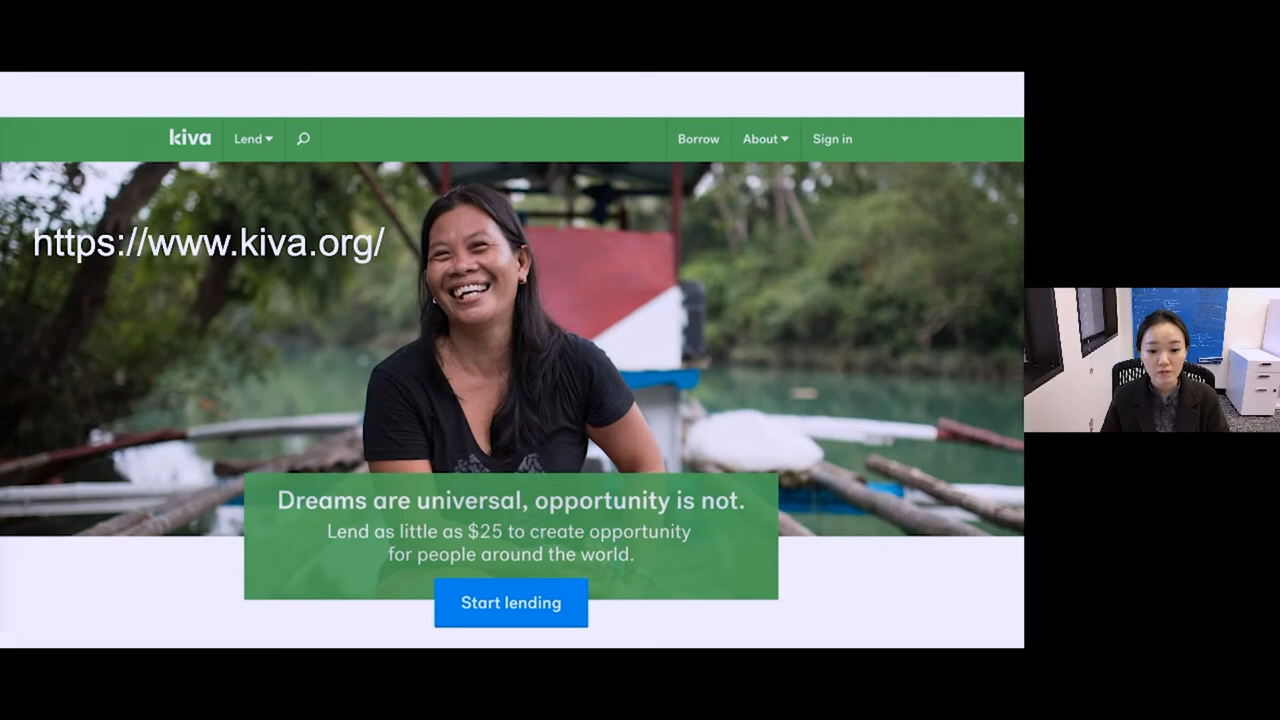 kiva
Lend
Borrow
About
Sign in
https://www.kiva.org/
Dreams are universal, opportunity is not.
Lend as little as $25 to create opportunity
for people around the world.
Start lending